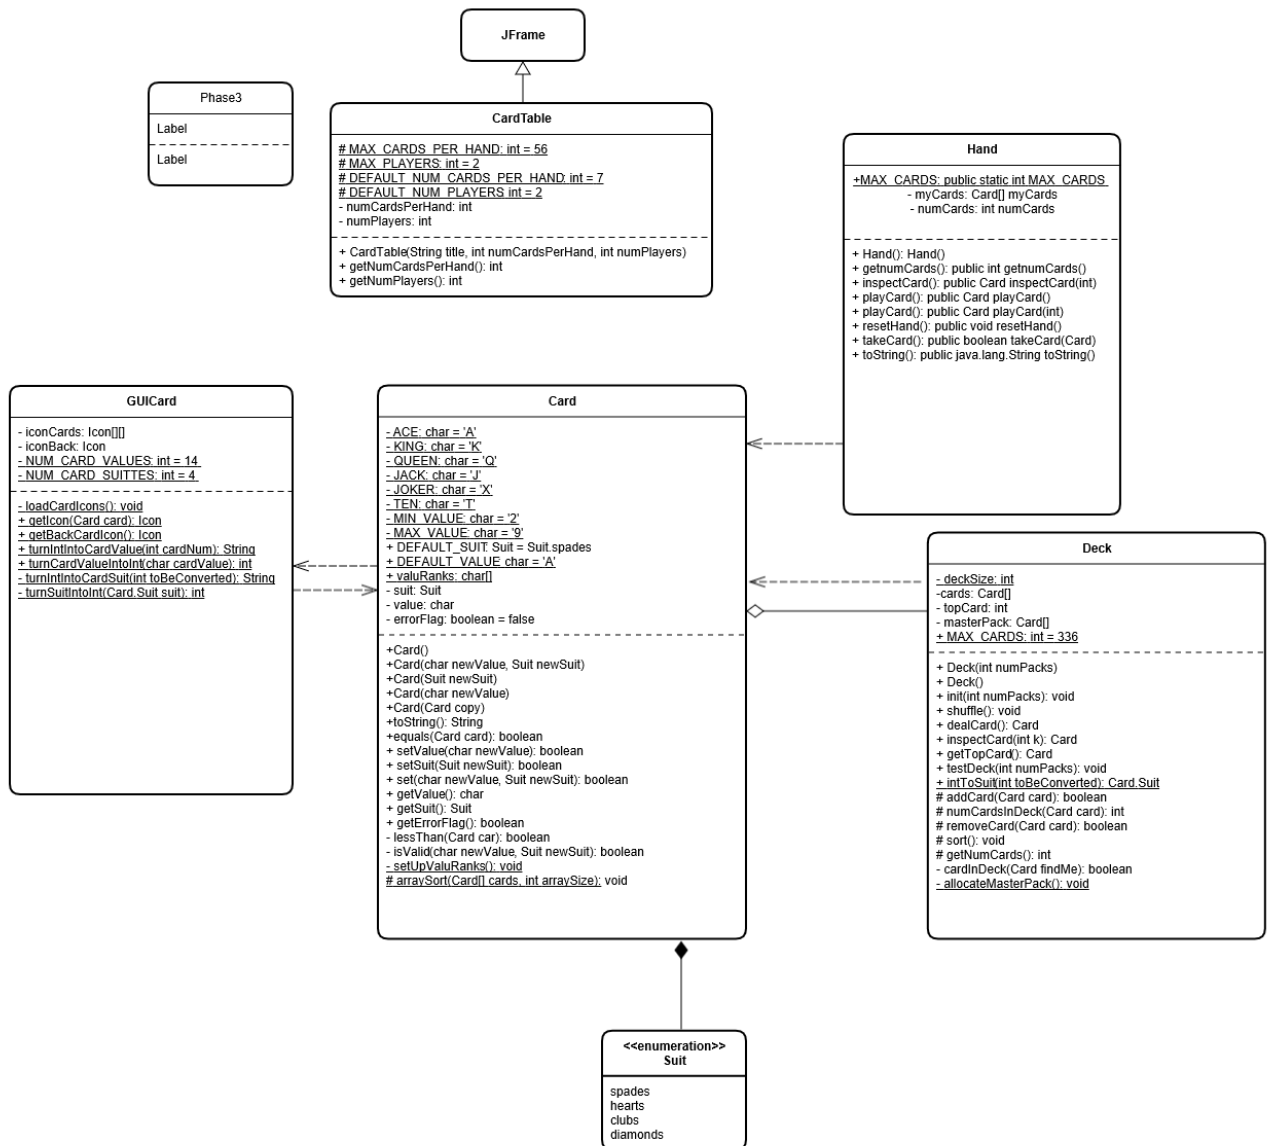 JFrame
Phase3
Label
Label
CardTable
# MAX_CARDS_PER_HAND: int = 56
# MAX_PLAYERS: int = 2
# DEFAULT_NUM_CARDS_PER_HAND: int = 7
# DEFAULT_NUM_PLAYERS int = 2
- numCardsPerHand: int
- numPlayers: int
+ CardTable(String title, int numCardsPerHand, int numPlayers)
+ getNumCardsPerHand(): int
+ getNumPlayers(): int
Hand
+MAX_CARDS: public static int MAX_CARDS
- myCards: Card[] myCards
- numCards: int numCards
+ Hand(): Hand()
+ getnumCards(): public int getnumCards()
+ inspectCard(): public Card inspectCard(int)
+ playCard(): public Card playCard()
+ playCard(): public Card playCard(int)
+ resetHand(): public void resetHand()
+ takeCard(): public boolean takeCard(Card)
+ toString(): public java.lang.String toString()
GUICard
- iconCards: Icon[][]
- iconBack: Icon
- NUM_CARD_VALUES: int = 14
- NUM_CARD_SUITTES: int = 4
- loadCardIcons(): void
+ getIcon(Card card): Icon
+ getBackCardIcon(): Icon
+ turnIntIntoCardValue(int cardNum): String
+ turnCardValueIntoInt(char cardValue): int
- turnIntIntoCardSuit(int toBeConverted): String
- turnSuitIntoInt(Card.Suit suit): int
Card
- ACE: char = 'A'
- KING: char = 'K'
- QUEEN: char = 'Q'
- JACK: char = 'J'
- JOKER: char = 'X'
- TEN: char = 'T'
- MIN_VALUE: char = '2'
- MAX_VALUE: char = '9'
+ DEFAULT_SUIT: Suit = Suit.spades
+ DEFAULT_VALUE: char = 'A'
+ valuRanks: char[]
- suit: Suit
- value: char
- errorFlag: boolean = false
+Card()
+Card(char newValue, Suit newSuit)
+Card(Suit newSuit)
+Card(char newValue)
+Card(Card copy)
+toString(): String
+equals(Card card): boolean
+ setValue(char newValue): boolean
+ setSuit(Suit newSuit): boolean
+ set(char newValue, Suit newSuit): boolean
+ getValue(): char
+ getSuit(): Suit
+ getErrorFlag(): boolean
- lessThan(Card car): boolean
- isValid(char newValue, Suit newSuit): boolean
- setUpValuRanks(): void
# arraySort(Card[] cards, int arraySize): void
Deck
- deckSize: int
-cards: Card[]
- topCard: int
- masterPack: Card[]
+ MAX_CARDS: int = 336
+ Deck(int numPacks)
+ Deck()
+ init(int numPacks): void
+ shuffle(): void
+ dealCard(): Card
+ inspectCard(int k): Card
+ getTopCard(): Card
+ testDeck(int numPacks): void
+ intToSuit(int toBeConverted): Card.Suit
# addCard(Card card): boolean
# numCardsInDeck(Card card): int
# removeCard(Card card): boolean
# sort(): void
# getNumCards(): int
- cardInDeck(Card findMe): boolean
- allocateMasterPack(): void
<<enumeration>>
Suit
spades
hearts
clubs
diamonds